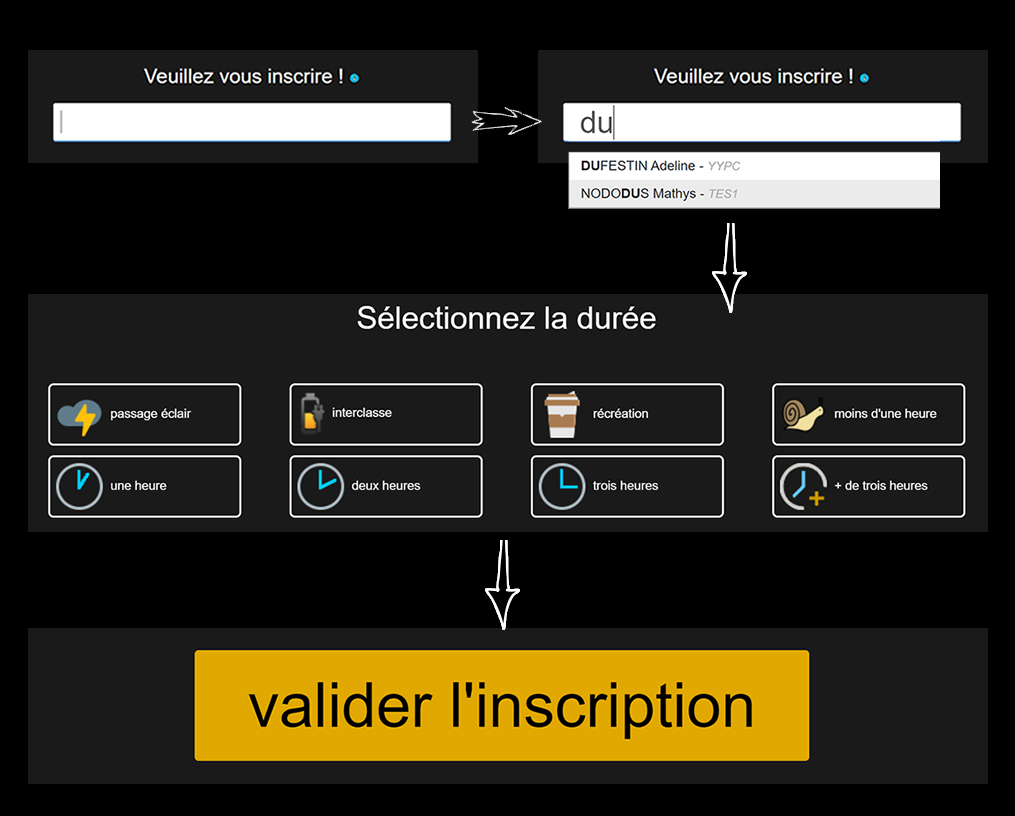 Veuillez vous inscrire !
Veuillez vous inscrire !
du
DUFESTIN Adeline - YYPC
NODODUS Mathys - TES1
Sélectionnez la durée
passage éclair
interclasse
récréation
moins d'une heure
une heure
deux heures
trois heures
+ de trois heures
valider l'inscription